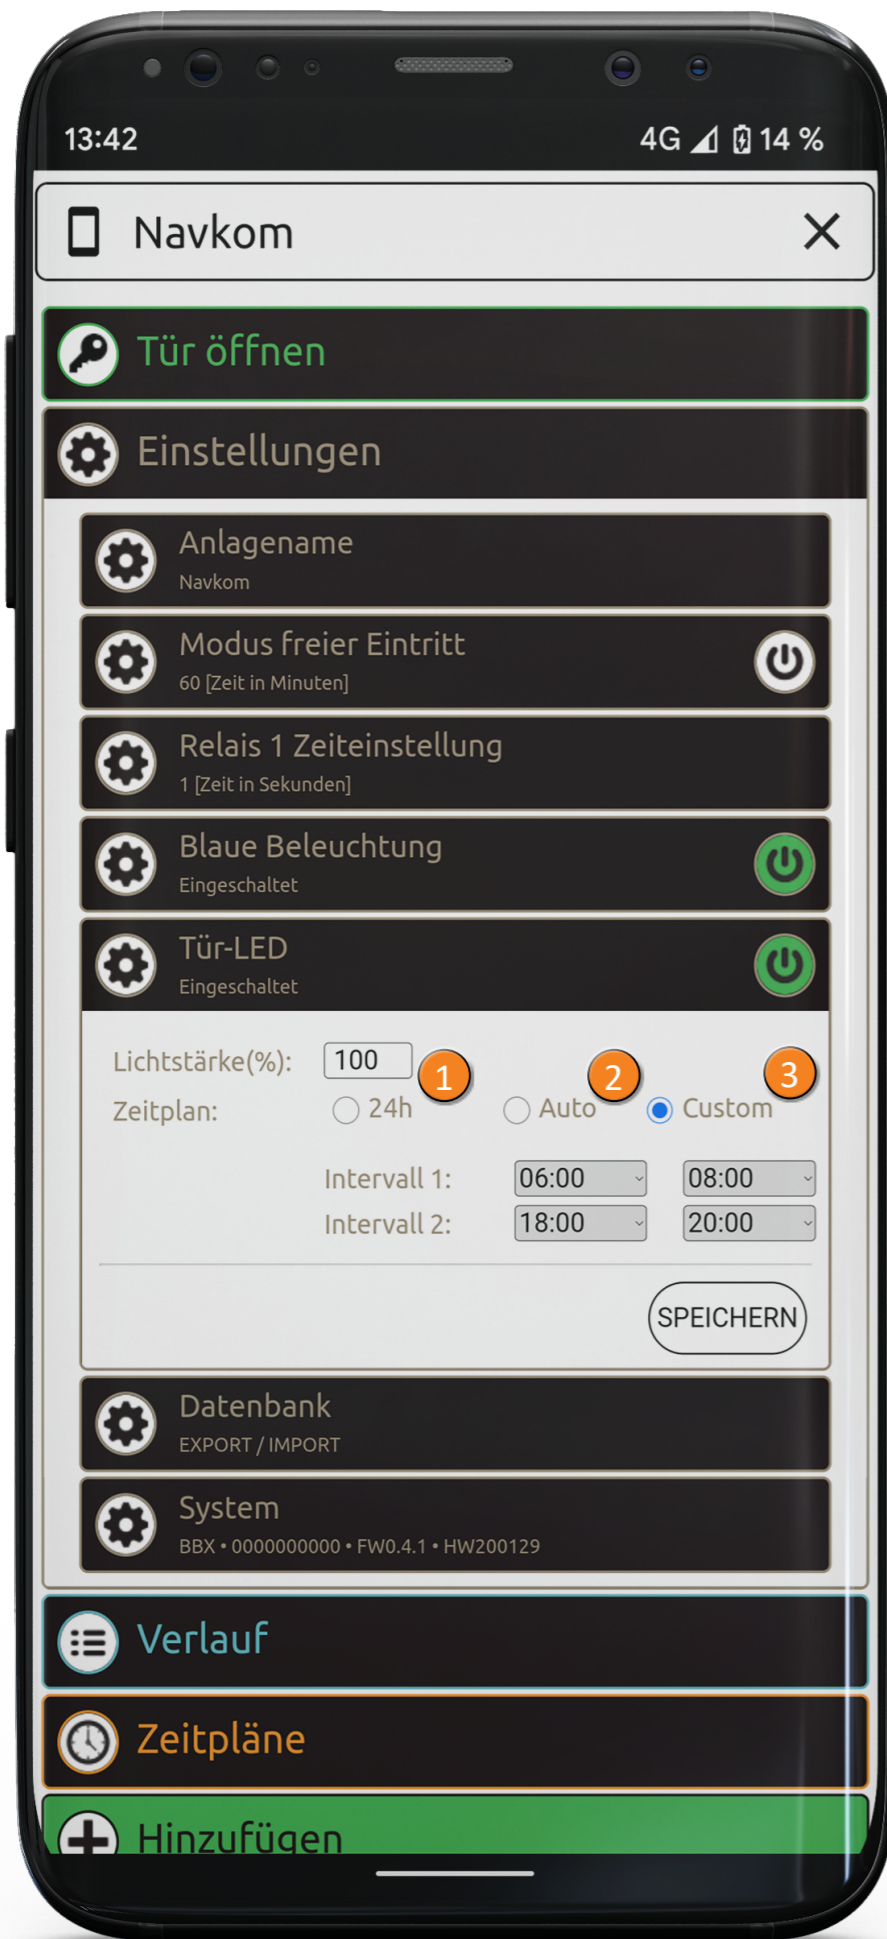 13:42 4G 14 %
Navkom
Tür öffnen
Einstellungen
Anlagename
Navkom
Modus freier Eintritt
60 [Zeit in Minuten]
Relais 1 Zeiteinstellung
1 [Zeit in Sekunden]
Blaue Beleuchtung
Eingeschaltet
Tür-LED
Eingeschaltet
Lichtstärke(%): 100 1 2 3
Zeitplan: 24h Auto Custom
Intervall 1: 06:00 08:00
Intervall 2: 18:00 20:00
SPEICHERN
Datenbank
EXPORT / IMPORT
System
BBX • 0000000000 • FW0.4.1 • HW200129
Verlauf
Zeitpläne
Hinzufügen